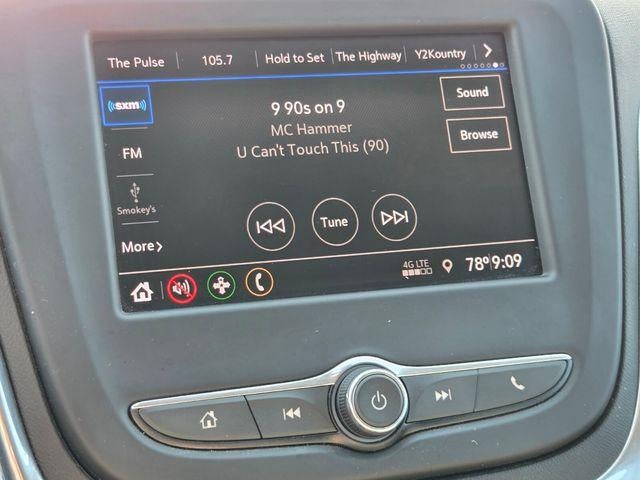 The Pulse 105.7 Hold to Set The Highway Y2Kountry
((sxm))
9 90s on 9
Sound
MC Hammer
FM
U Can't Touch This (90)
Browse
Smokey's
Tune
More
4G LTE
78° 9:09